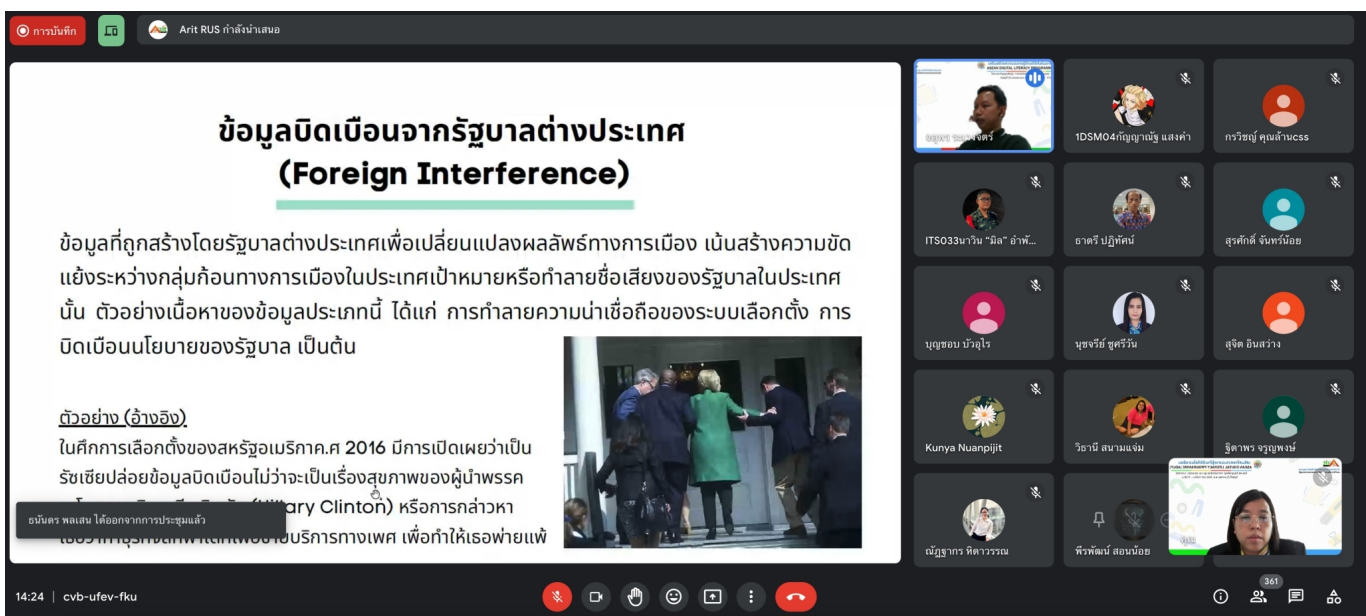 การบันทึก
Arit RUS กำลังนำเสนอ
ข้อมูลบิดเบือนจากรัฐบาลต่างประเทศ
(Foreign Interference)
ข้อมูลที่ถูกสร้างโดยรัฐบาลต่างประเทศเพื่อเปลี่ยนแปลงผลลัพธ์ทางการเมือง เน้นสร้างความขัด
แย้งระหว่างกลุ่มก้อนทางการเมืองในประเทศเป้าหมายหรือทำลายชื่อเสียงของรัฐบาลในประเทศ
นั้น ตัวอย่างเนื้อหาของข้อมูลประเภทนี้ ได้แก่ การทำลายความน่าเชื่อถือของระบบเลือกตั้ง การ
บิดเบือนนโยบายของรัฐบาล เป็นต้น
ตัวอย่าง (อ้างอิง)
ในศึกการเลือกตั้งของสหรัฐอเมริกาค.ศ 2016 มีการเปิดเผยว่าเป็น
รัซเซียปล่อยข้อมูลบิดเบือนไม่ว่าจะเป็นเรื่องสุขภาพของผู้นำพรรค
ary Clinton) หรือการกล่าวหา
บริการทางเพศ เพื่อทำให้เธอพ่ายแพ้
ธนันดร พลเสน ได้ออกจากการประชุมแล้ว
1DSM04กัญญาณัฐ แสงคำ
กรวิชญ์ คุณล้านcss
ITS033นาวิน “มิล” อำพั...
ธาตรี ปฏิทัศน์
สุรศักดิ์ จันทร์น้อย
บุญชอบ บัวอุไร
นุชจรีย์ ชูศรีวัน
สุจิต อินสว่าง
Kunya Nuanpijit
วิธานี สนามแจ่ม
ฐิตาพร จรูญพงษ์
ณัฏฐากร หิดาวรรณ
พีรพัฒน์ สอนน้อย
คุณ
14:24 | cvb-ufev-fku
361